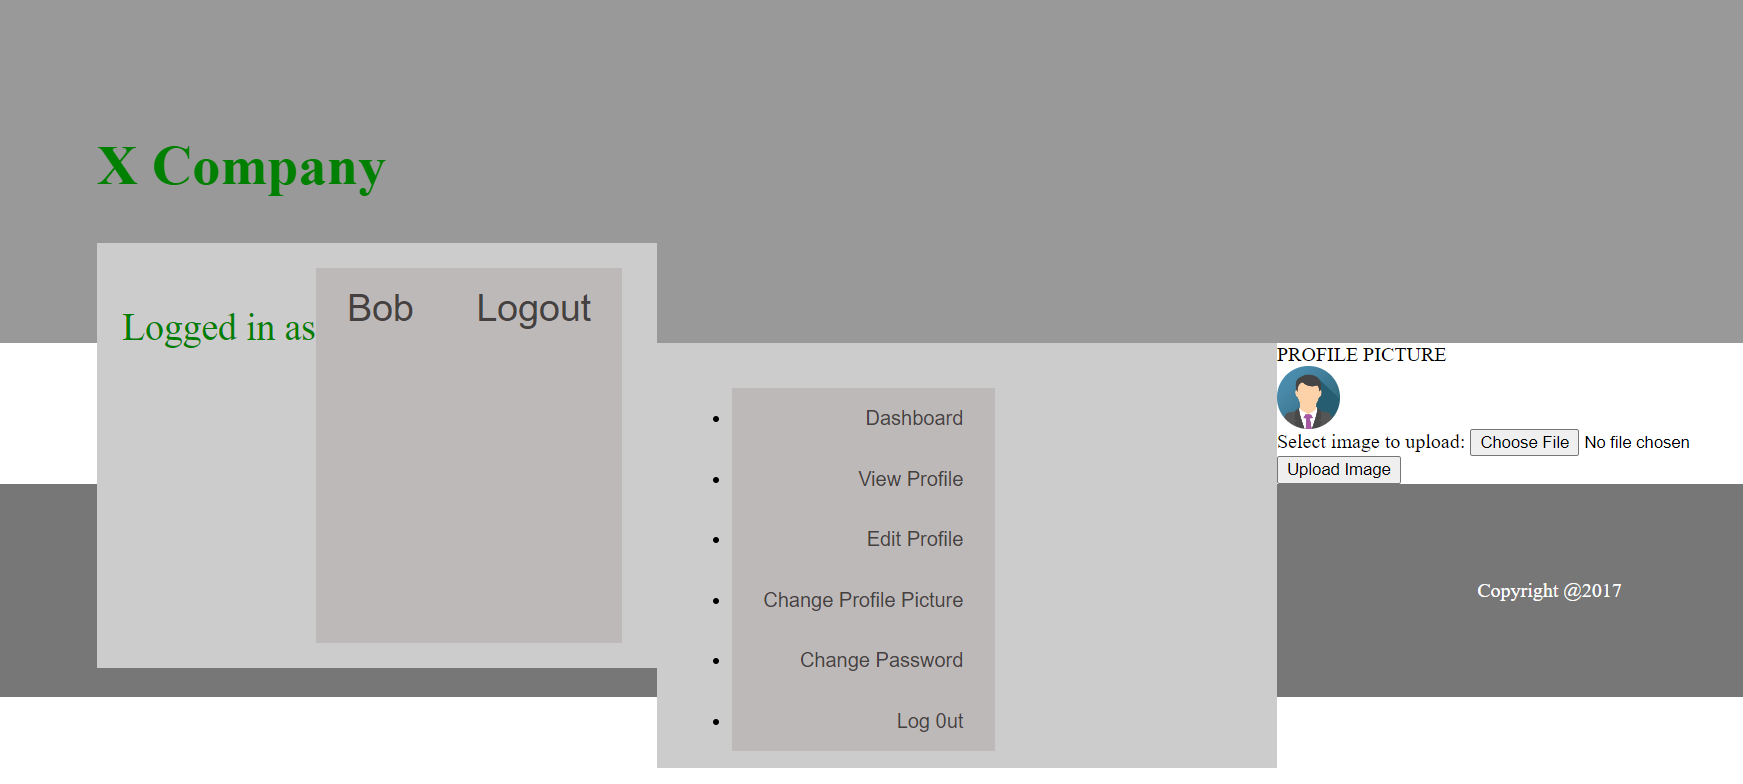 X Company
Logged in as Bob Logout
PROFILE PICTURE
Select image to upload: Choose File No file chosen
Upload Image
Dashboard
View Profile
Edit Profile
Change Profile Picture
Change Password
Log 0ut
Copyright @2017